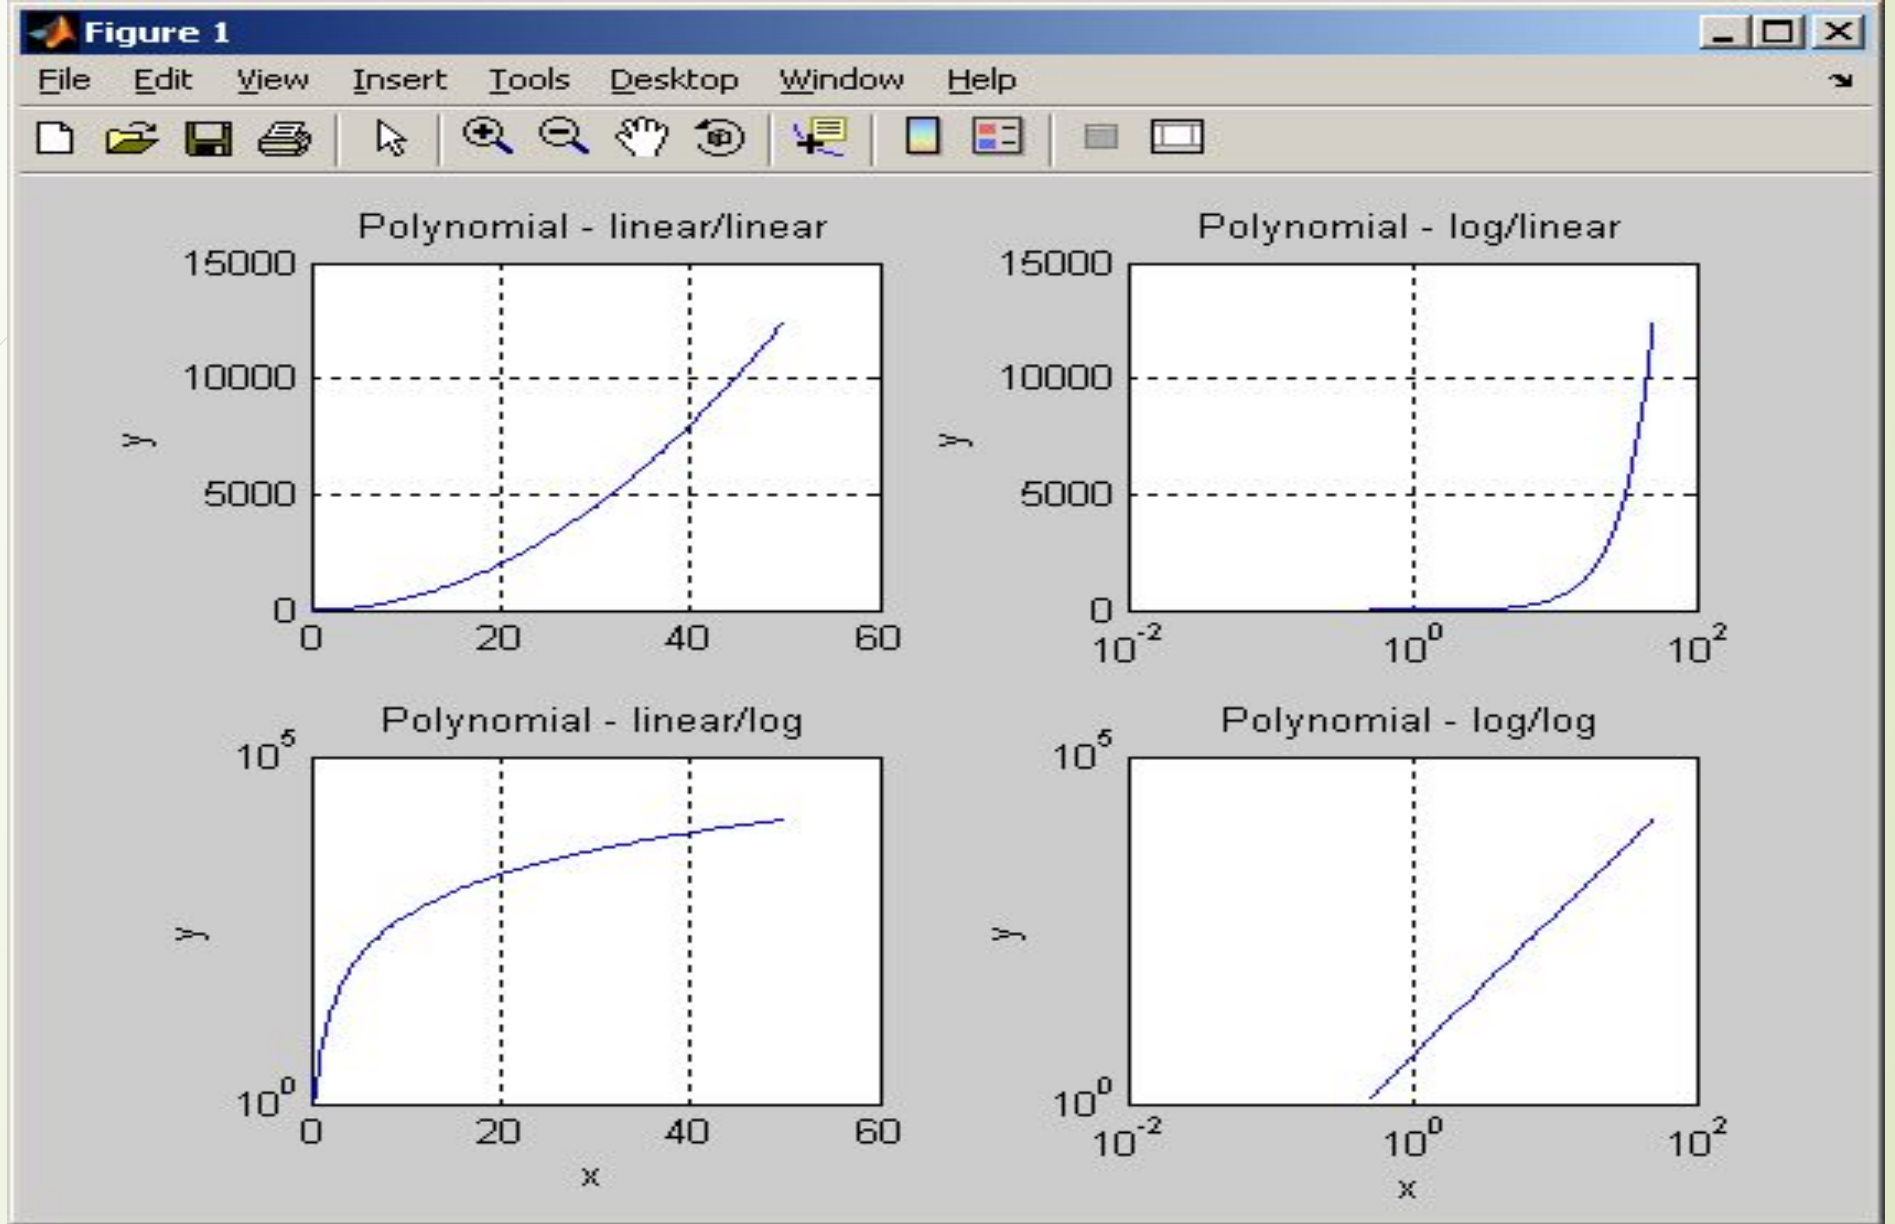 Figure 1
File Edit View Insert Tools Desktop Window Help
Polynomial - linear/linear
15000
10000
5000
0
y
0 20 40 60
Polynomial - log/linear
15000
10000
5000
0
y
10^-2 10^0 10^2
Polynomial - linear/log
10^5
10^0
y
0 20 40 60
x
Polynomial - log/log
10^5
10^0
y
10^-2 10^0 10^2
x